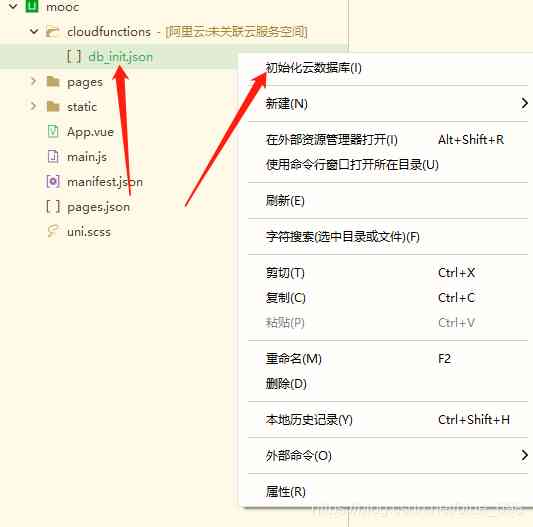 mooc
cloudfunctions - [阿里云:未关联云服务空间]
[ ] db_init.json
pages
static
App.vue
main.js
manifest.json
[ ] pages.json
uni.scss
初始化云数据库(I)
新建(N)
在外部资源管理器打开(I) Alt+Shift+R
使用命令行窗口打开所在目录(U)
刷新(E)
字符搜索(选中目录或文件)(F)
剪切(T) Ctrl+X
复制(C) Ctrl+C
粘贴(P) Ctrl+V
重命名(M) F2
删除(D)
本地历史记录(Y) Ctrl+Shift+H
外部命令(O)
属性(R)